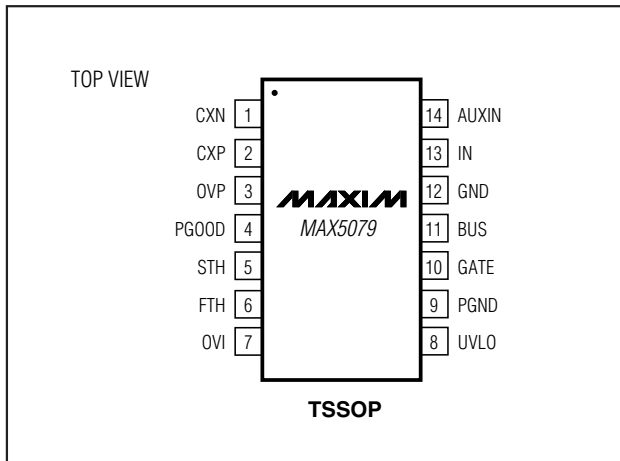 TOP VIEW
CXN 1
CXP 2
OVP 3
PGOOD 4
STH 5
FTH 6
OVI 7
MAXIM
MAX5079
14 AUXIN
13 IN
12 GND
11 BUS
10 GATE
9 PGND
8 UVLO
TSSOP